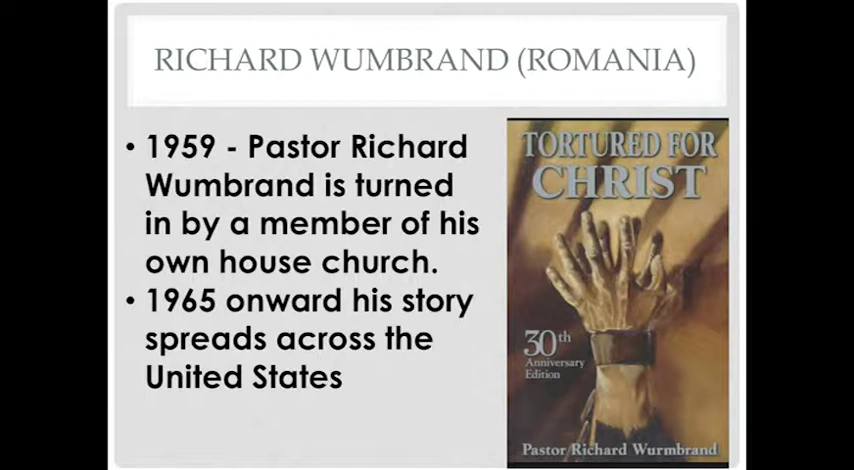 RICHARD WUMBRAND (ROMANIA)
• 1959 - Pastor Richard
Wumbrand is turned
in by a member of his
own house church.
• 1965 onward his story
spreads across the
United States
TORTURED FOR
CHRIST
30th
Anniversary
Edition
Pastor Richard Wurmbrand